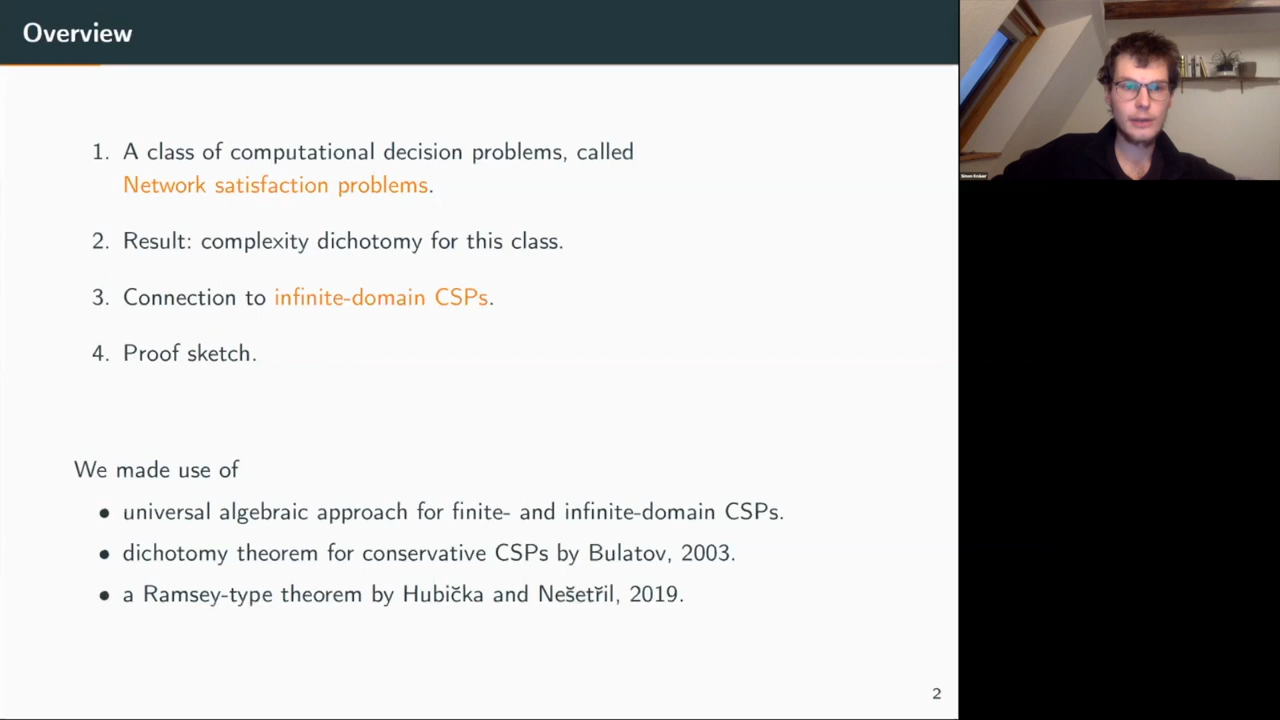 Overview
1. A class of computational decision problems, called
Network satisfaction problems.
2. Result: complexity dichotomy for this class.
3. Connection to infinite-domain CSPs.
4. Proof sketch.
We made use of
• universal algebraic approach for finite- and infinite-domain CSPs.
• dichotomy theorem for conservative CSPs by Bulatov, 2003.
• a Ramsey-type theorem by Hubička and Nešetřil, 2019.
2